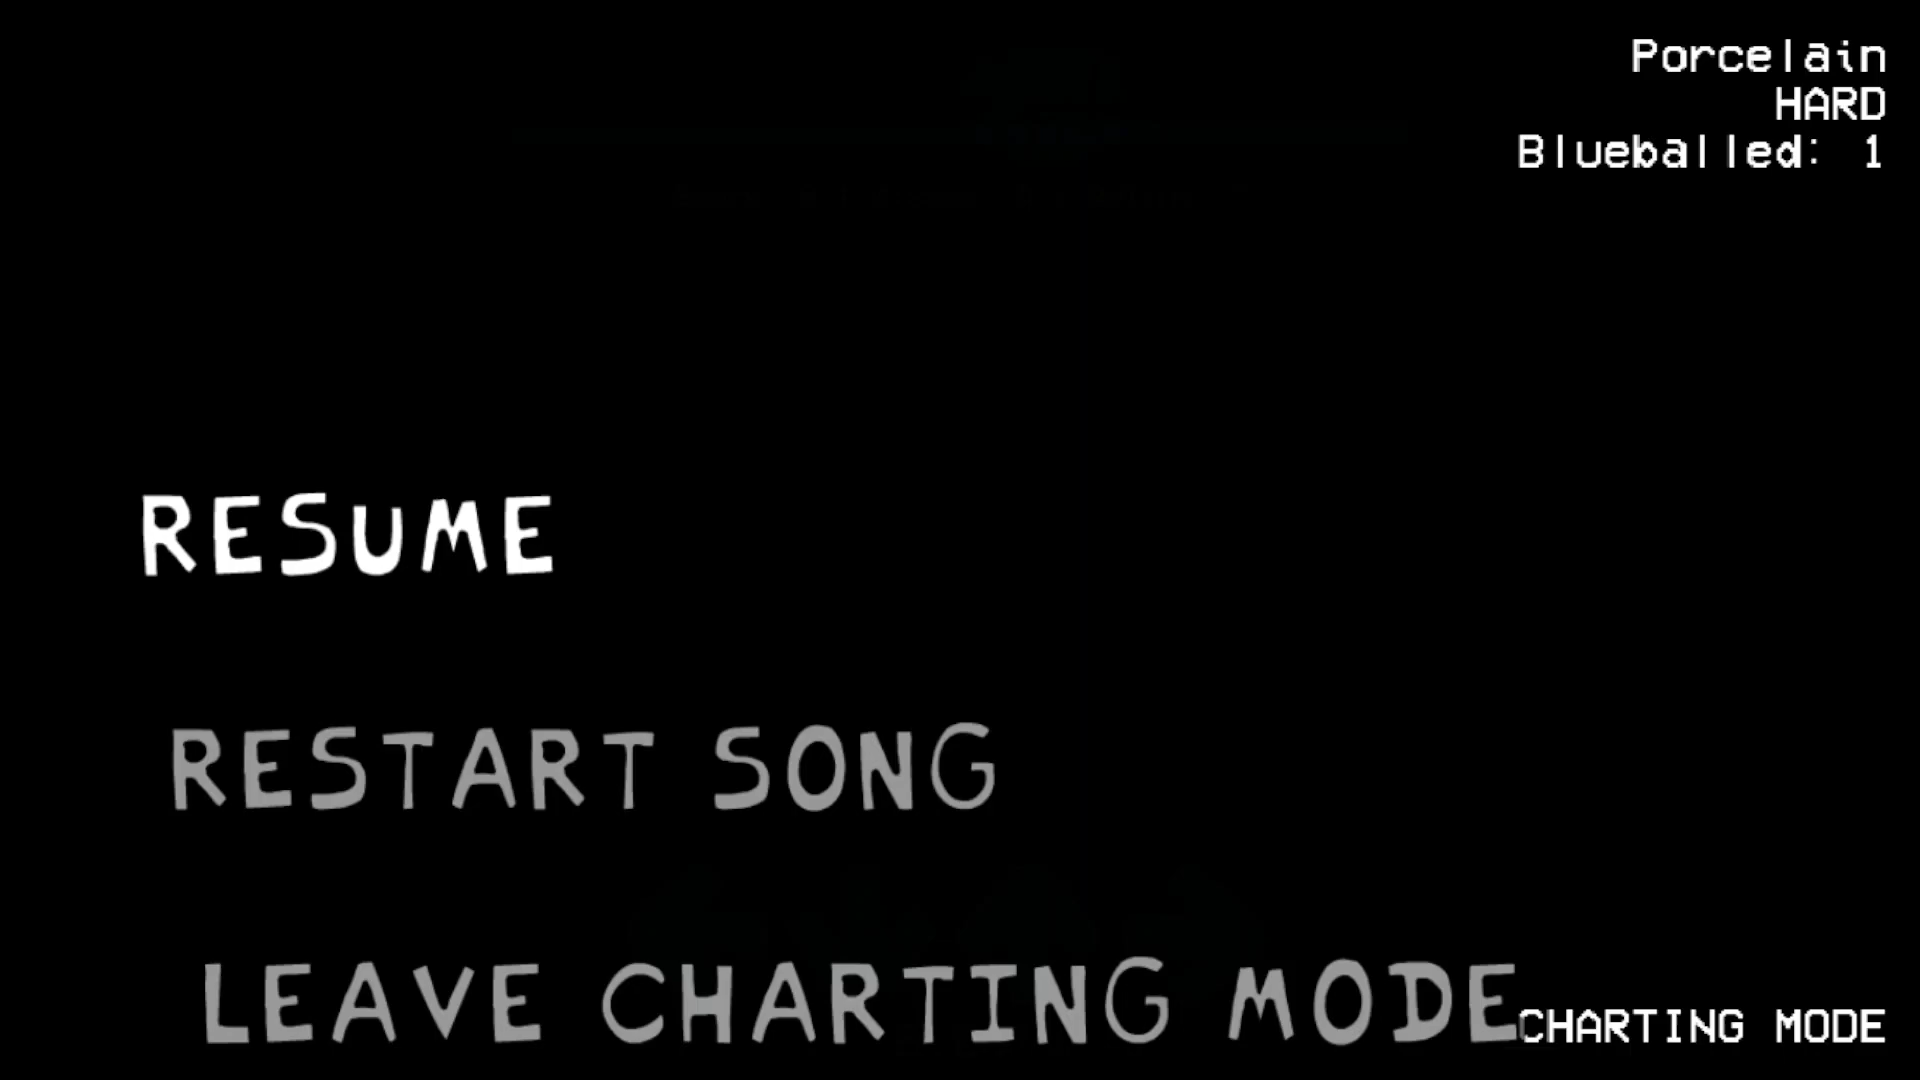 Porcelain
HARD
Blueballed: 1
RESUME
RESTART SONG
LEAVE CHARTING MODE
CHARTING MODE